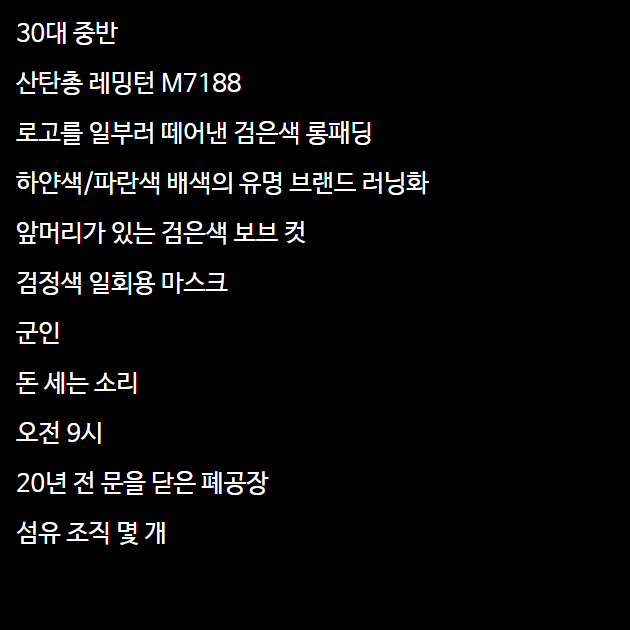 30대 중반
산탄총 레밍턴 M7188
로고를 일부러 떼어낸 검은색 롱패딩
하얀색/파란색 배색의 유명 브랜드 러닝화
앞머리가 있는 검은색 보브 컷
검정색 일회용 마스크
군인
돈 세는 소리
오전 9시
20년 전 문을 닫은 폐공장
섬유 조직 몇 개